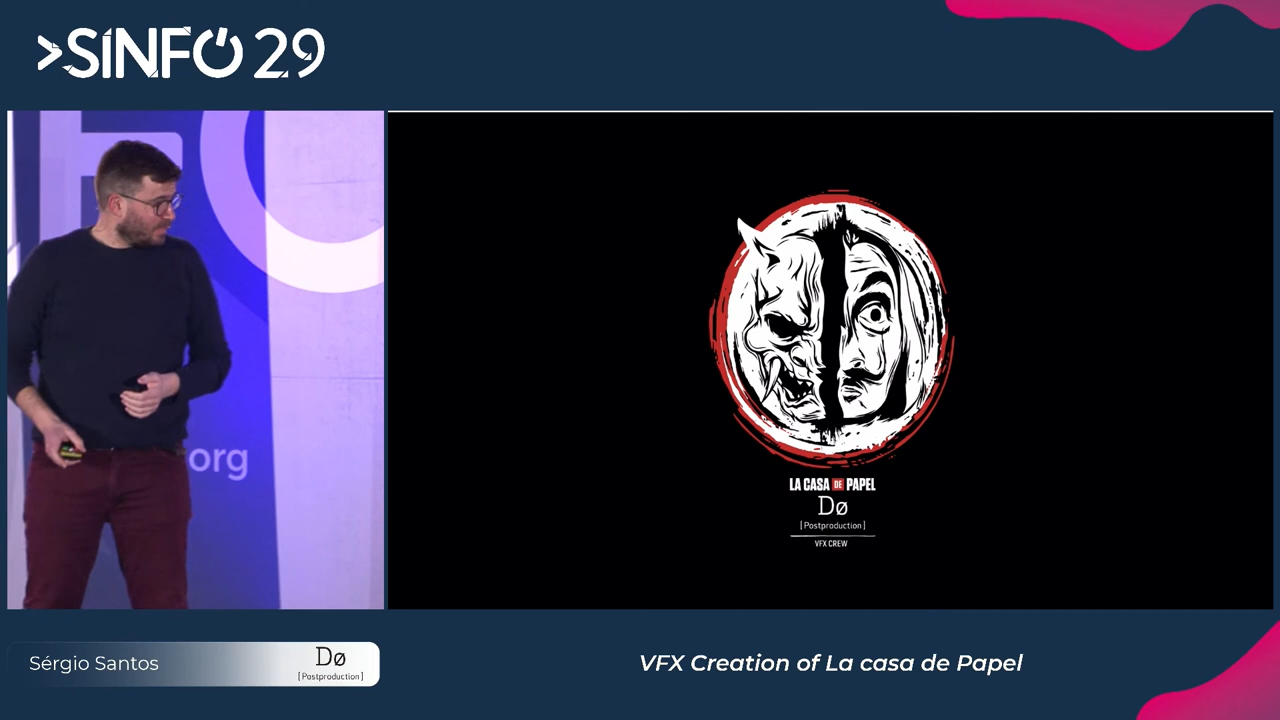 >SINFO 29
org
LA CASA DE PAPEL
Dø
[Postproduction]
VFX CREW
Sérgio Santos
Dø
[Postproduction]
VFX Creation of La casa de Papel